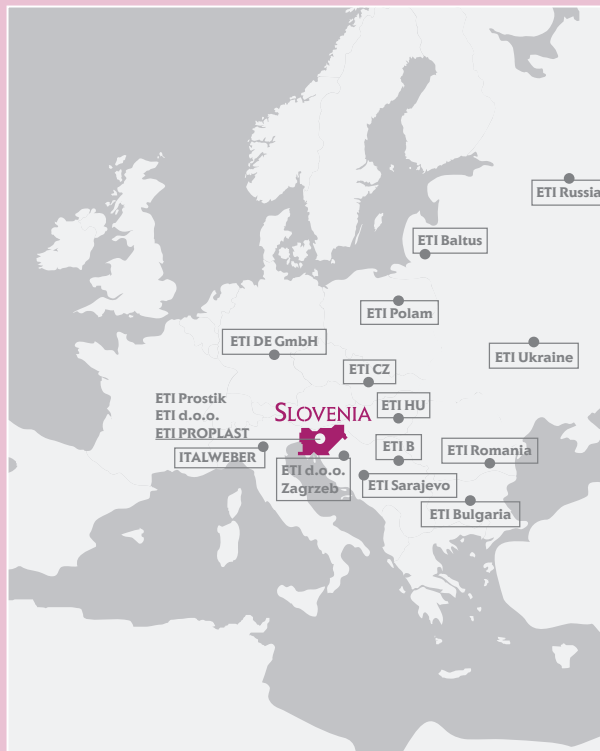 ETI Russia
ETI Baltus
ETI Polam
ETI DE GmbH
ETI Ukraine
ETI CZ
ETI Prostik
ETI d.o.o.
ETI PROPLAST
SLOVENIA
ETI HU
ITALWEBER
ETI B
ETI Romania
ETI d.o.o.
Zagreb
ETI Sarajevo
ETI Bulgaria